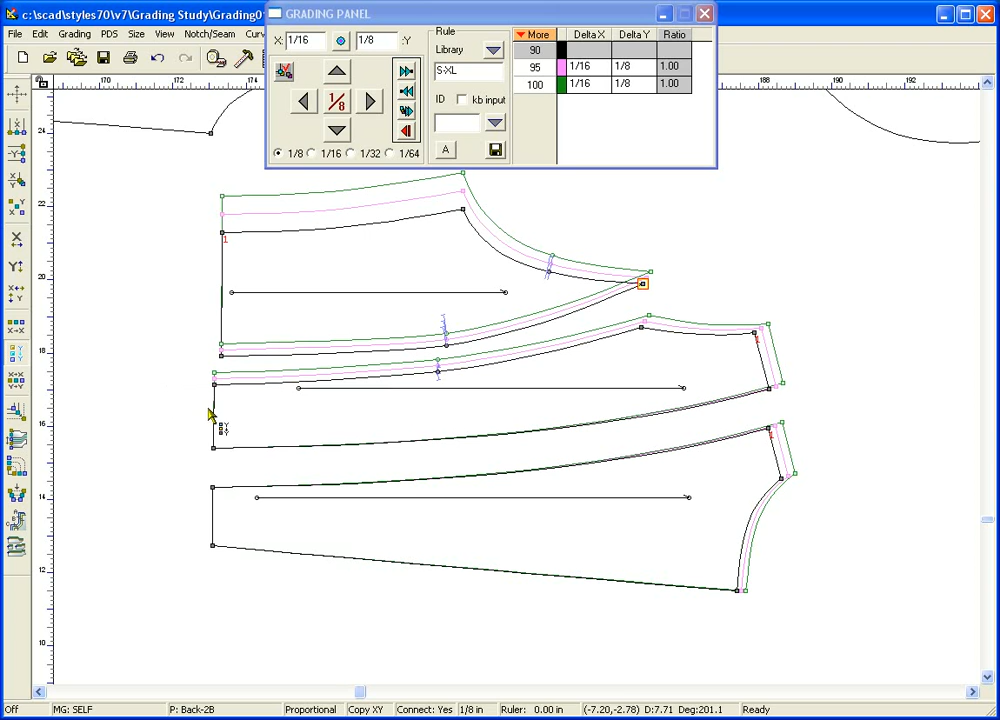 c:\scad\styles70\v7\Grading Study\Grading0
GRADING PANEL
File Edit Grading PDS Size View Notch/Seam Curv
X: 1/16 1/8 :Y
Rule
Library
S-XL
ID kb input
A
1/8
1/8 1/16 1/32 1/64
More Delta X Delta Y Ratio
90
95 1/16 1/8 1.00
100 1/16 1/8 1.00
170 172 174 188 190 192
24
22
20
18
16
14
12
10
1
1
1
Y
Off MG: SELF P: Back-2B Proportional Copy XY Connect: Yes 1/8 in Ruler: 0.00 in (-7.20,-2.78) D:7.71 Deg:201.1 Ready